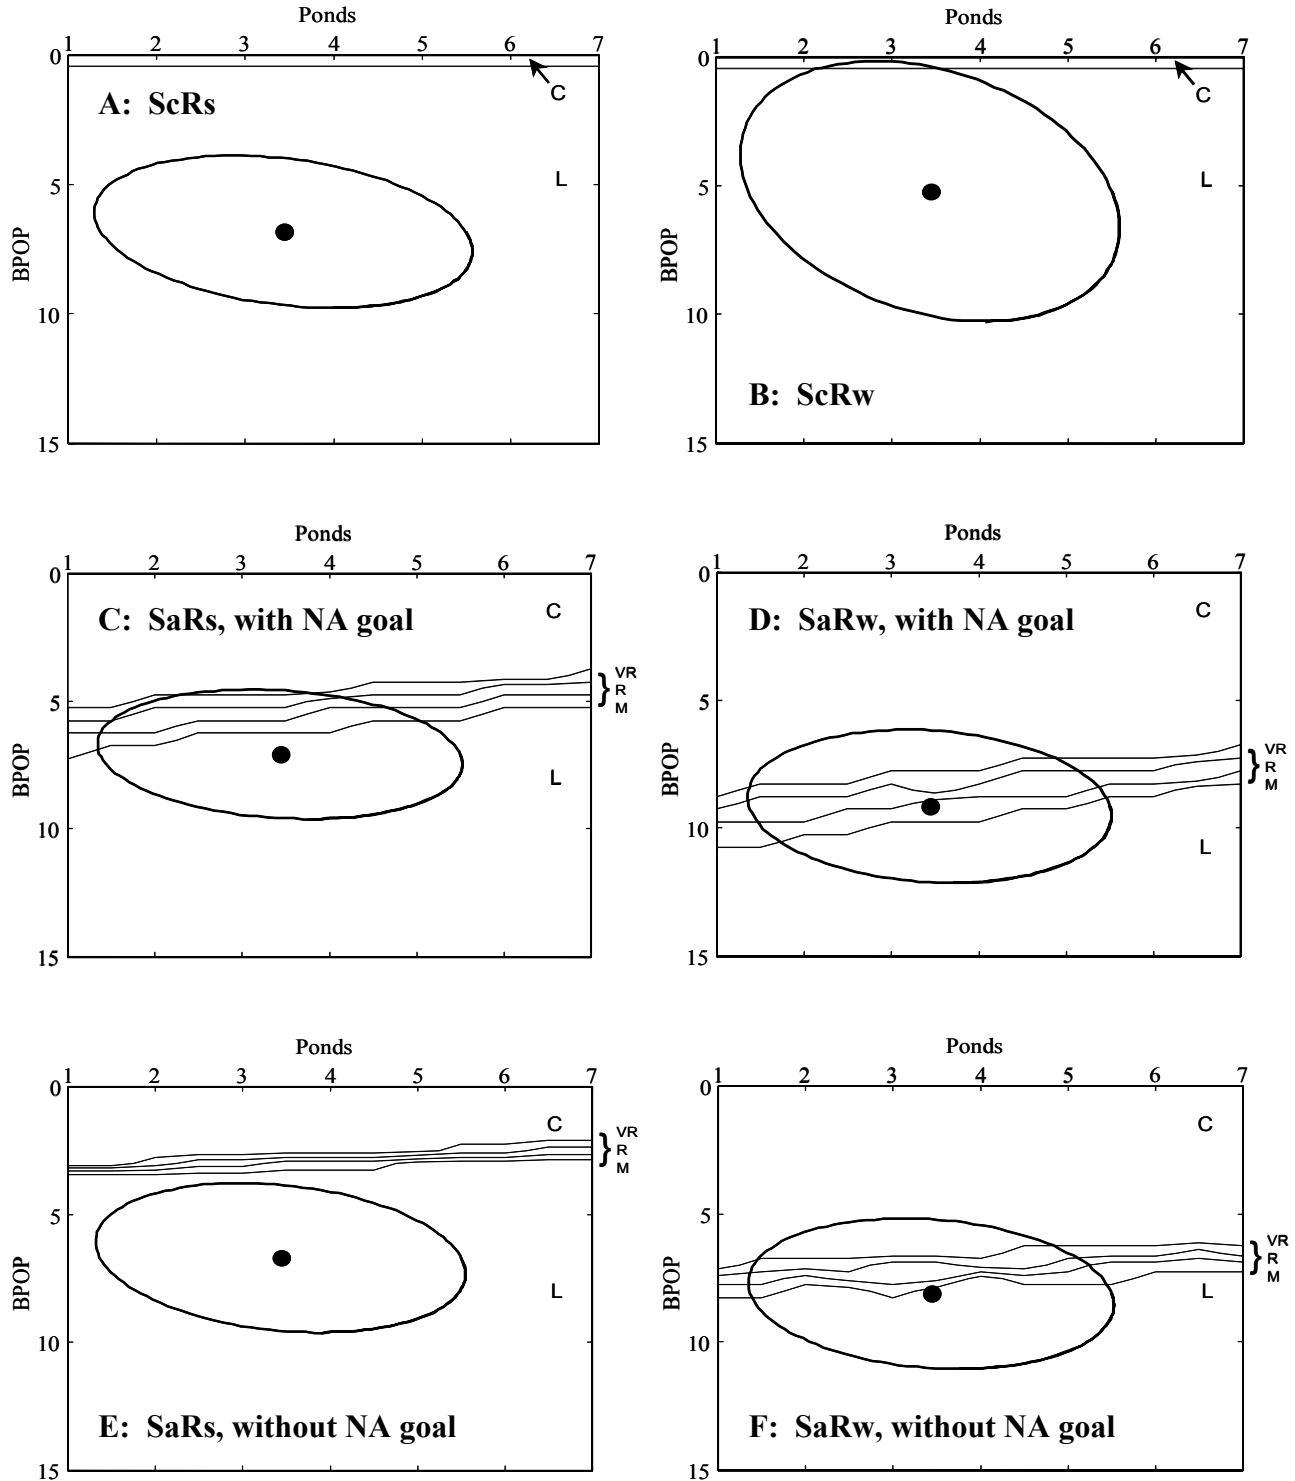 Ponds
1 2 3 4 5 6 7
0
C
A: ScRs
L
5
BPOP
10
15
Ponds
1 2 3 4 5 6 7
0
C
L
5
BPOP
10
B: ScRw
15
Ponds
1 2 3 4 5 6 7
0
C: SaRs, with NA goal
C
VR
R
M
5
BPOP
L
10
15
Ponds
1 2 3 4 5 6 7
0
D: SaRw, with NA goal
C
5
VR
R
M
BPOP
L
10
15
Ponds
1 2 3 4 5 6 7
0
C
VR
R
M
5
BPOP
L
10
E: SaRs, without NA goal
15
Ponds
1 2 3 4 5 6 7
0
C
5
VR
R
M
BPOP
L
10
F: SaRw, without NA goal
15